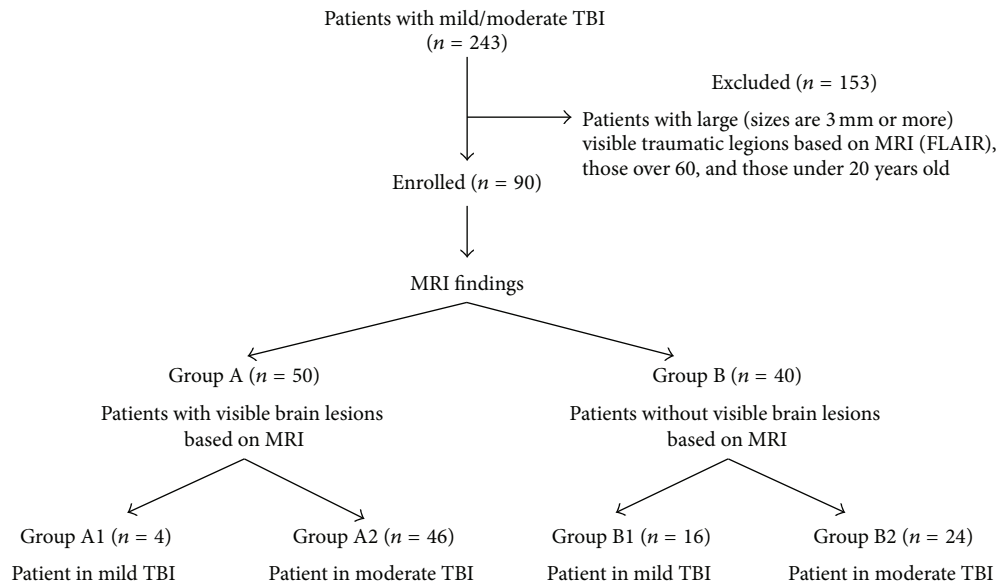 Patients with mild/moderate TBI
(n = 243)
Excluded (n = 153)
Patients with large (sizes are 3 mm or more)
visible traumatic legions based on MRI (FLAIR),
those over 60, and those under 20 years old
Enrolled (n = 90)
MRI findings
Group A (n = 50)
Patients with visible brain lesions
based on MRI
Group B (n = 40)
Patients without visible brain lesions
based on MRI
Group A1 (n = 4)
Patient in mild TBI
Group A2 (n = 46)
Patient in moderate TBI
Group B1 (n = 16)
Patient in mild TBI
Group B2 (n = 24)
Patient in moderate TBI